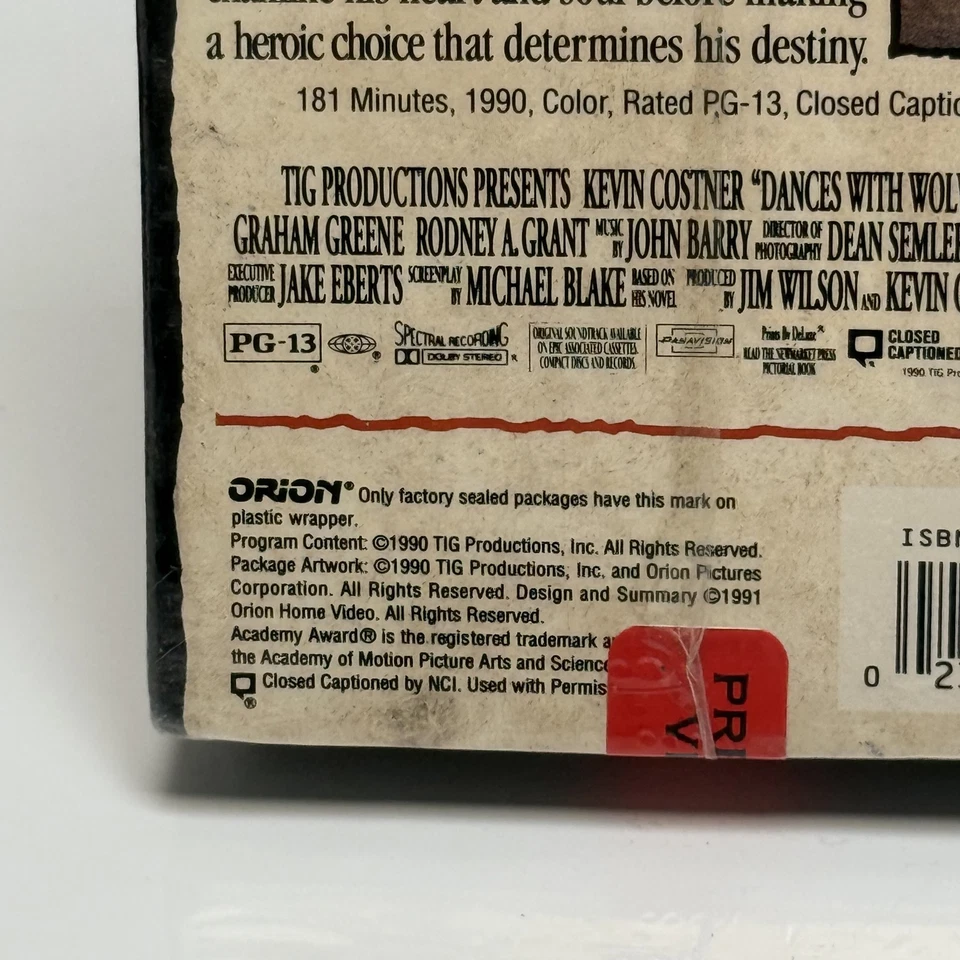 a heroic choice that determines his destiny.
181 Minutes, 1990, Color, Rated PG-13, Closed Captio
TIG PRODUCTIONS PRESENTS KEVIN COSTNER "DANCES WITH WOL
GRAHAM GREENE RODNEY A. GRANT MUSIC BY JOHN BARRY DIRECTOR OF PHOTOGRAPHY DEAN SEMLE
EXECUTIVE PRODUCER JAKE EBERTS SCREENPLAY BY MICHAEL BLAKE BASED ON HIS NOVEL PRODUCED BY JIM WILSON AND KEVIN C
PG-13
®
®
SPECTRAL RECORDING
DOLBY STEREO ®
ORIGINAL SOUNDTRACK AVAILABLE
ON EPIC ASSOCIATED CASSETTES,
COMPACT DISCS AND RECORDS.
PANAVISION
Prints By DeLuxe®
READ THE NEWMARKET PRESS
PICTORIAL BOOK
CLOSED
CAPTIONED
1990 TIG Pro
ORION® Only factory sealed packages have this mark on
plastic wrapper.
Program Content: ©1990 TIG Productions, Inc. All Rights Reserved.
Package Artwork: ©1990 TIG Productions, Inc. and Orion Pictures
Corporation. All Rights Reserved. Design and Summary ©1991
Orion Home Video. All Rights Reserved.
Academy Award® is the registered trademark a
the Academy of Motion Picture Arts and Science
Closed Captioned by NCI. Used with Permis
®
PRI
VI
ISBN
0 2